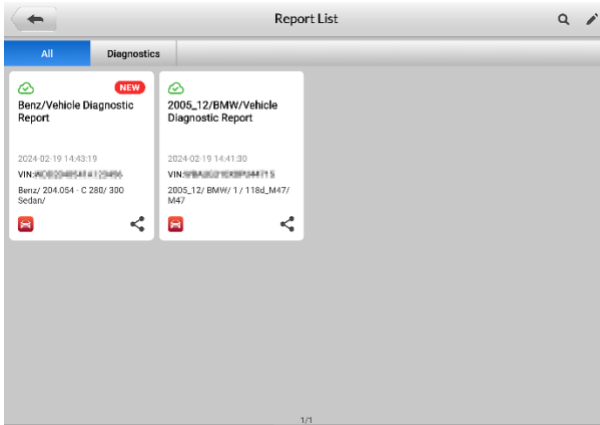 Report List
All
Diagnostics
NEW
Benz/Vehicle Diagnostic
Report
2024-02-19 14:43:19
VIN:
Benz/ 204.054 - C 280/ 300
Sedan/
2005_12/BMW/Vehicle
Diagnostic Report
2024-02-19 14:41:30
VIN:
2005_12/ BMW/ 1 / 118d_M47/
M47
1/1